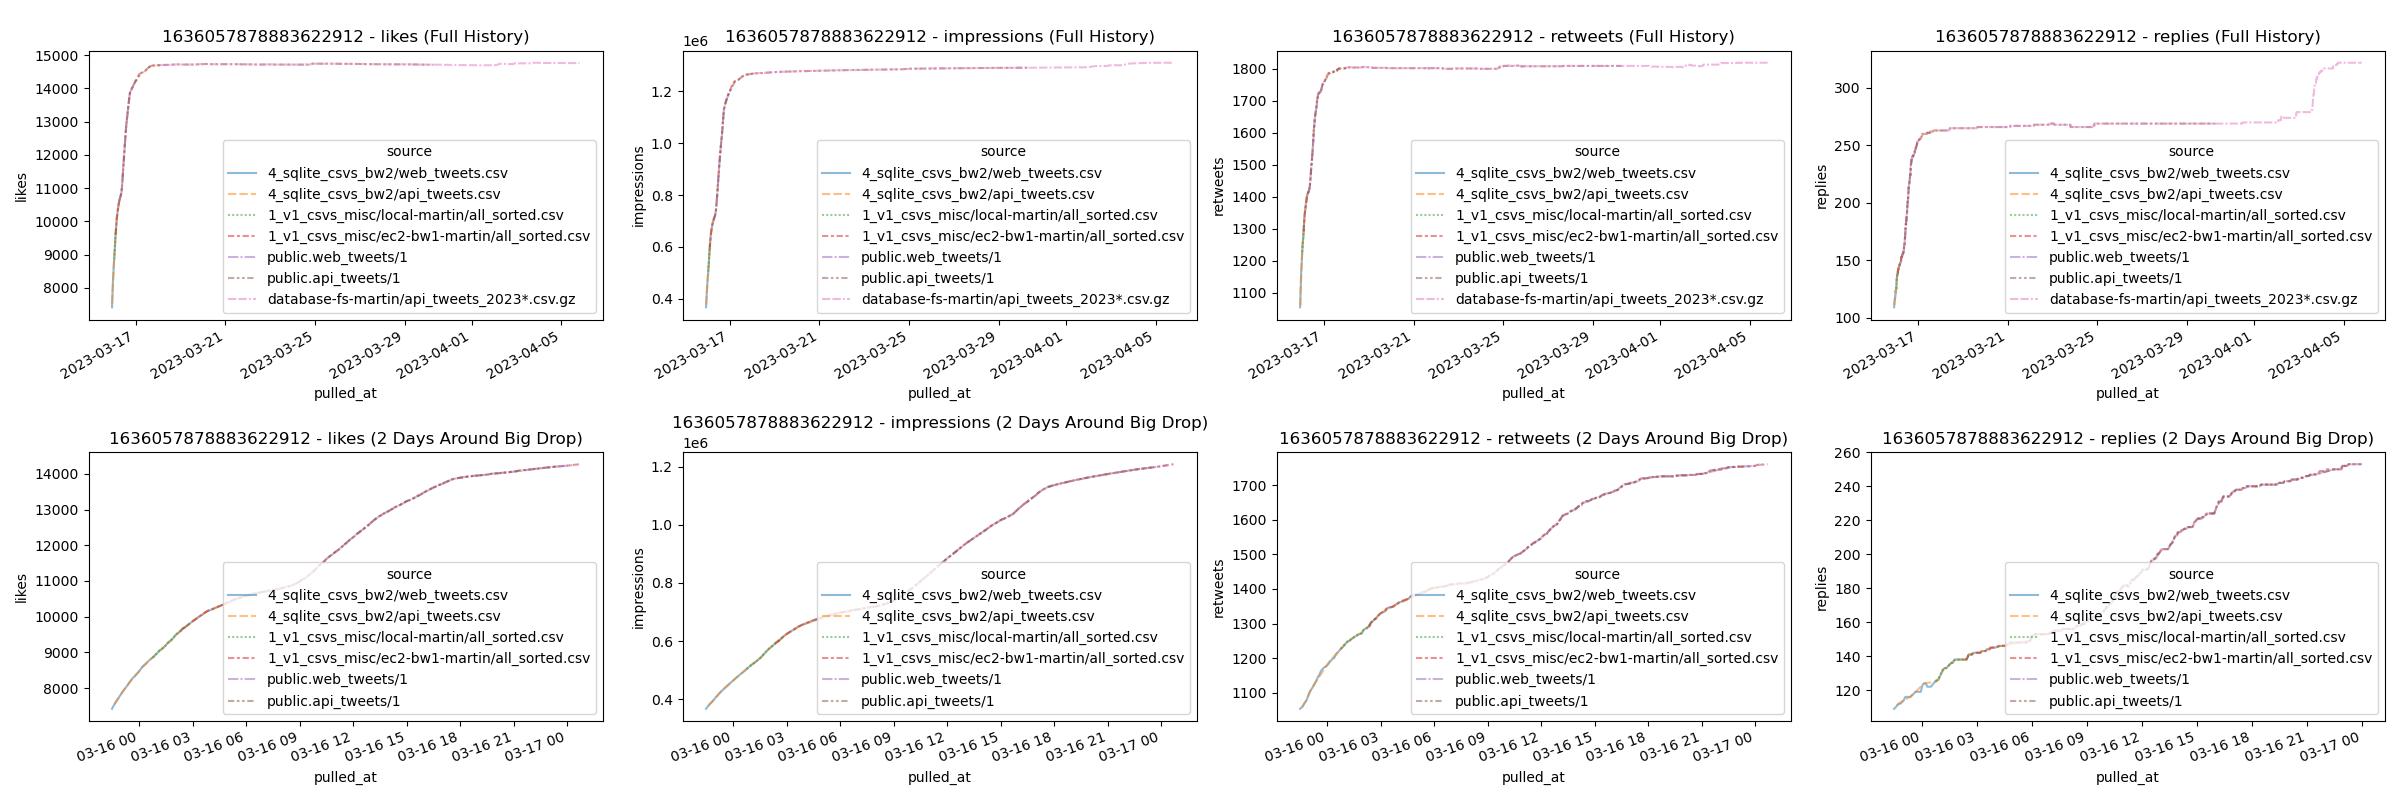 1636057878883622912 - likes (Full History)
likes
15000
14000
13000
12000
11000
10000
9000
8000
source
4_sqlite_csvs_bw2/web_tweets.csv
4_sqlite_csvs_bw2/api_tweets.csv
1_v1_csvs_misc/local-martin/all_sorted.csv
1_v1_csvs_misc/ec2-bw1-martin/all_sorted.csv
public.web_tweets/1
public.api_tweets/1
database-fs-martin/api_tweets_2023*.csv.gz
2023-03-17
2023-03-21
2023-03-25
2023-03-29
2023-04-01
2023-04-05
pulled_at
1636057878883622912 - impressions (Full History)
1e6
impressions
1.2
1.0
0.8
0.6
0.4
source
4_sqlite_csvs_bw2/web_tweets.csv
4_sqlite_csvs_bw2/api_tweets.csv
1_v1_csvs_misc/local-martin/all_sorted.csv
1_v1_csvs_misc/ec2-bw1-martin/all_sorted.csv
public.web_tweets/1
public.api_tweets/1
database-fs-martin/api_tweets_2023*.csv.gz
2023-03-17
2023-03-21
2023-03-25
2023-03-29
2023-04-01
2023-04-05
pulled_at
1636057878883622912 - retweets (Full History)
retweets
1800
1700
1600
1500
1400
1300
1200
1100
source
4_sqlite_csvs_bw2/web_tweets.csv
4_sqlite_csvs_bw2/api_tweets.csv
1_v1_csvs_misc/local-martin/all_sorted.csv
1_v1_csvs_misc/ec2-bw1-martin/all_sorted.csv
public.web_tweets/1
public.api_tweets/1
database-fs-martin/api_tweets_2023*.csv.gz
2023-03-17
2023-03-21
2023-03-25
2023-03-29
2023-04-01
2023-04-05
pulled_at
1636057878883622912 - replies (Full History)
replies
300
250
200
150
100
source
4_sqlite_csvs_bw2/web_tweets.csv
4_sqlite_csvs_bw2/api_tweets.csv
1_v1_csvs_misc/local-martin/all_sorted.csv
1_v1_csvs_misc/ec2-bw1-martin/all_sorted.csv
public.web_tweets/1
public.api_tweets/1
database-fs-martin/api_tweets_2023*.csv.gz
2023-03-17
2023-03-21
2023-03-25
2023-03-29
2023-04-01
2023-04-05
pulled_at
1636057878883622912 - likes (2 Days Around Big Drop)
likes
14000
13000
12000
11000
10000
9000
8000
source
4_sqlite_csvs_bw2/web_tweets.csv
4_sqlite_csvs_bw2/api_tweets.csv
1_v1_csvs_misc/local-martin/all_sorted.csv
1_v1_csvs_misc/ec2-bw1-martin/all_sorted.csv
public.web_tweets/1
public.api_tweets/1
03-16 00
03-16 03
03-16 06
03-16 09
03-16 12
03-16 15
03-16 18
03-16 21
03-17 00
pulled_at
1636057878883622912 - impressions (2 Days Around Big Drop)
1e6
impressions
1.2
1.0
0.8
0.6
0.4
source
4_sqlite_csvs_bw2/web_tweets.csv
4_sqlite_csvs_bw2/api_tweets.csv
1_v1_csvs_misc/local-martin/all_sorted.csv
1_v1_csvs_misc/ec2-bw1-martin/all_sorted.csv
public.web_tweets/1
public.api_tweets/1
03-16 00
03-16 03
03-16 06
03-16 09
03-16 12
03-16 15
03-16 18
03-16 21
03-17 00
pulled_at
1636057878883622912 - retweets (2 Days Around Big Drop)
retweets
1700
1600
1500
1400
1300
1200
1100
source
4_sqlite_csvs_bw2/web_tweets.csv
4_sqlite_csvs_bw2/api_tweets.csv
1_v1_csvs_misc/local-martin/all_sorted.csv
1_v1_csvs_misc/ec2-bw1-martin/all_sorted.csv
public.web_tweets/1
public.api_tweets/1
03-16 00
03-16 03
03-16 06
03-16 09
03-16 12
03-16 15
03-16 18
03-16 21
03-17 00
pulled_at
1636057878883622912 - replies (2 Days Around Big Drop)
replies
260
240
220
200
180
160
140
120
source
4_sqlite_csvs_bw2/web_tweets.csv
4_sqlite_csvs_bw2/api_tweets.csv
1_v1_csvs_misc/local-martin/all_sorted.csv
1_v1_csvs_misc/ec2-bw1-martin/all_sorted.csv
public.web_tweets/1
public.api_tweets/1
03-16 00
03-16 03
03-16 06
03-16 09
03-16 12
03-16 15
03-16 18
03-16 21
03-17 00
pulled_at